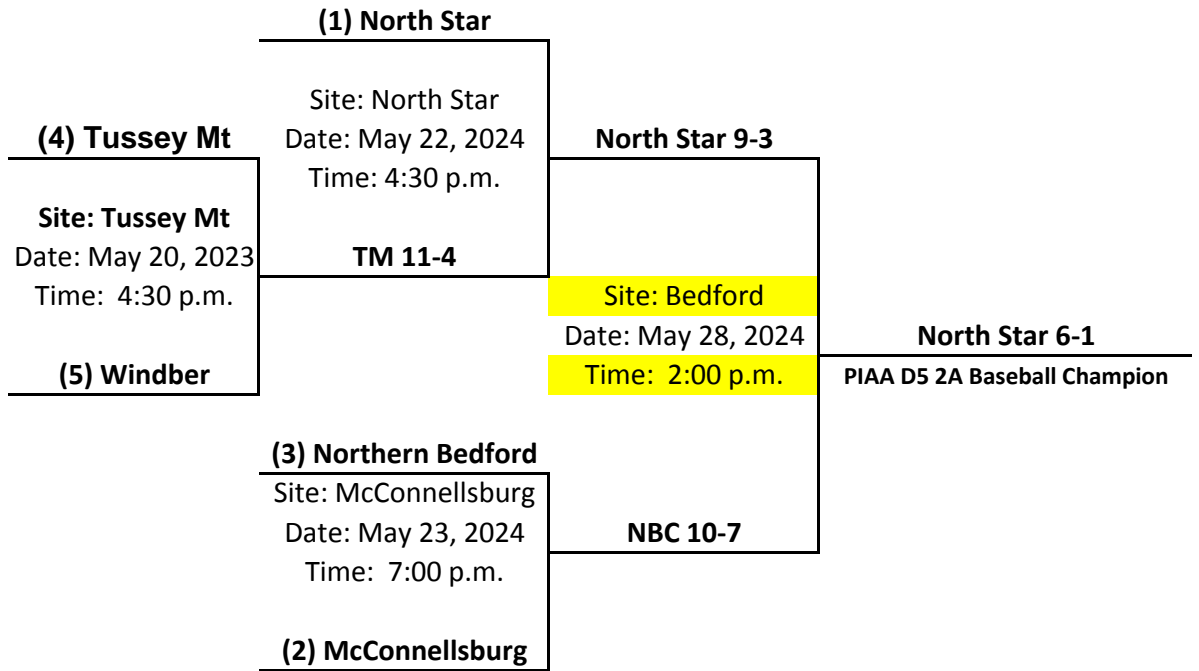 (1) North Star
Site: North Star
(4) Tussey Mt
Date: May 22, 2024
North Star 9-3
Time: 4:30 p.m.
Site: Tussey Mt
Date: May 20, 2023
TM 11-4
Time:  4:30 p.m.
Site: Bedford
Date: May 28, 2024
North Star 6-1
(5) Windber
Time:  2:00 p.m.
PIAA D5 2A Baseball Champion
(3) Northern Bedford
Site: McConnellsburg
Date: May 23, 2024
NBC 10-7
Time:  7:00 p.m.
(2) McConnellsburg